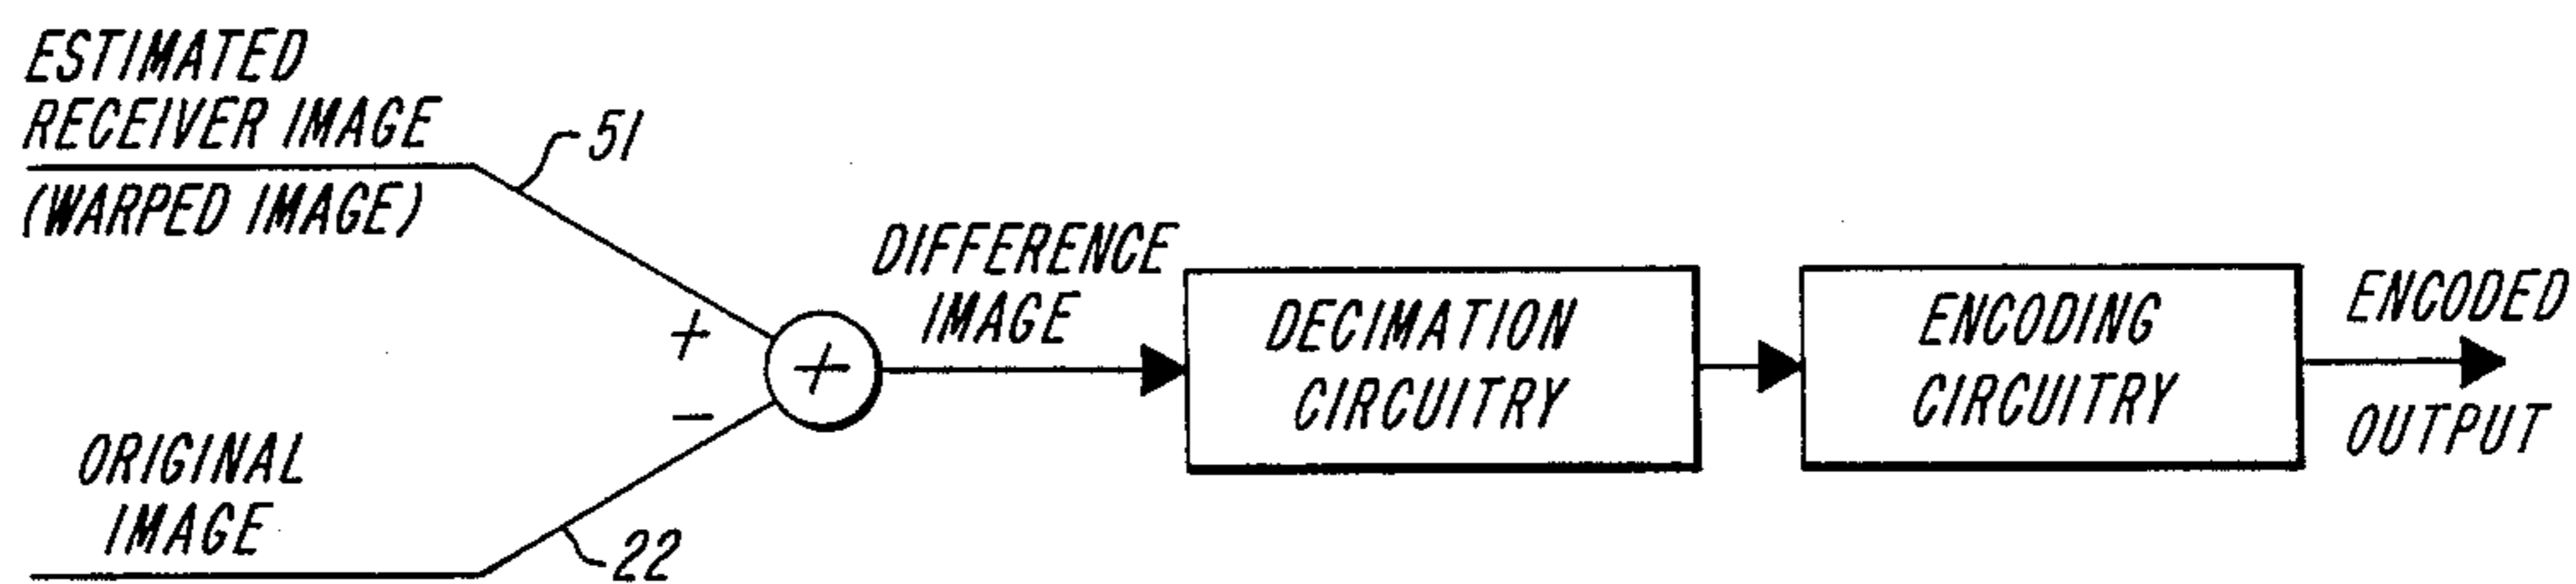 ESTIMATED
RECEIVER IMAGE
(WARPED IMAGE)
51
+
-
+
ORIGINAL
IMAGE
22
DIFFERENCE
IMAGE
DECIMATION
CIRCUITRY
ENCODING
CIRCUITRY
ENCODED
OUTPUT